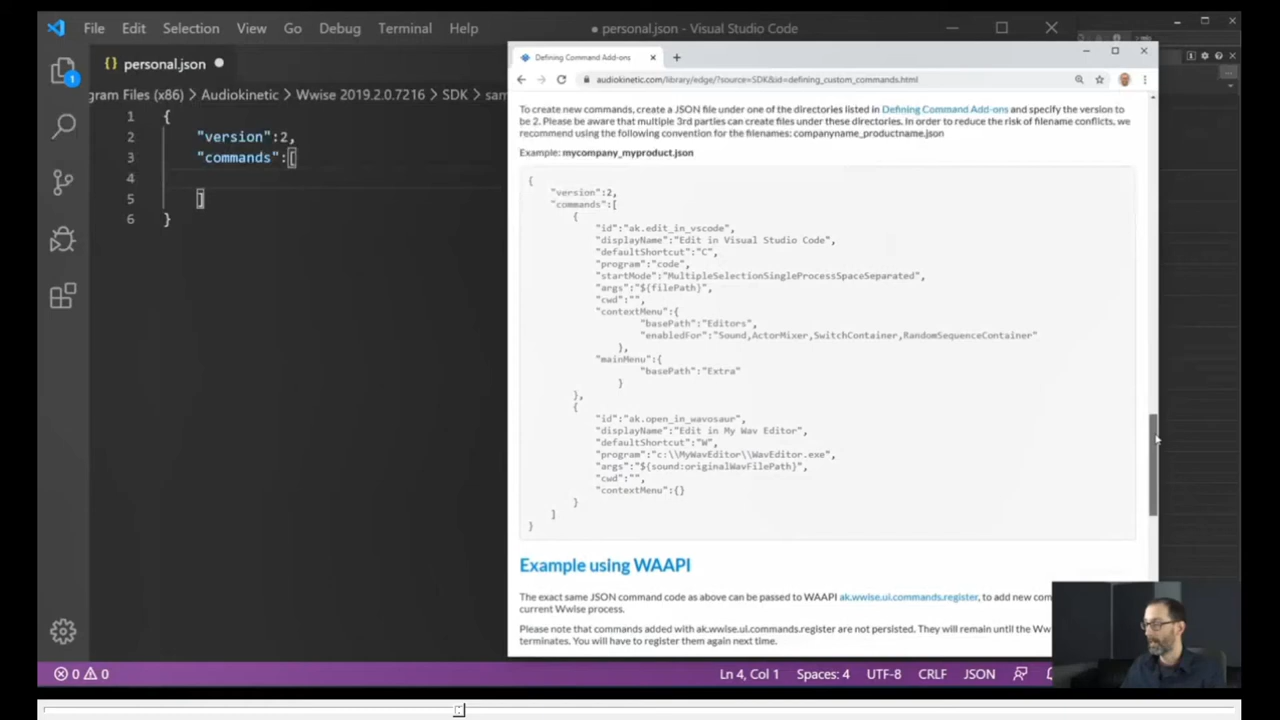 File Edit Selection View Go Debug Terminal Help
● personal.json - Visual Studio Code
{} personal.json ●
gram Files (x86) > Audiokinetic > Wwise 2019.2.0.7216 > SDK > sam
1 {
2 "version":2,
3 "commands":[
4
5 ]
6 }
1
0 0
Ln 4, Col 1 Spaces: 4 UTF-8 CRLF JSON
Defining Command Add-ons
audiokinetic.com/library/edge/?source=SDK&id=defining_custom_commands.html
To create new commands, create a JSON file under one of the directories listed in Defining Command Add-ons and specify the version to
be 2. Please be aware that multiple 3rd parties can create files under these directories. In order to reduce the risk of filename conflicts, we
recommend using the following convention for the filenames: companyname_productname.json
Example: mycompany_myproduct.json
{
"version":2,
"commands":[
{
"id":"ak.edit_in_vscode",
"displayName":"Edit in Visual Studio Code",
"defaultShortcut":"C",
"program":"code",
"startMode":"MultipleSelectionSingleProcessSpaceSeparated",
"args":"${filePath}",
"cwd":"",
"contextMenu":{
"basePath":"Editors",
"enabledFor":"Sound,ActorMixer,SwitchContainer,RandomSequenceContainer"
},
"mainMenu":{
"basePath":"Extra"
}
},
{
"id":"ak.open_in_wavosaur",
"displayName":"Edit in My Wav Editor",
"defaultShortcut":"W",
"program":"c:\\MyWavEditor\\WavEditor.exe",
"args":"${sound:originalWavFilePath}",
"cwd":"",
"contextMenu":{}
}
]
}
Example using WAAPI
The exact same JSON command code as above can be passed to WAAPI ak.wwise.ui.commands.register, to add new com
current Wwise process.
Please note that commands added with ak.wwise.ui.commands.register are not persisted. They will remain until the Ww
terminates. You will have to register them again next time.